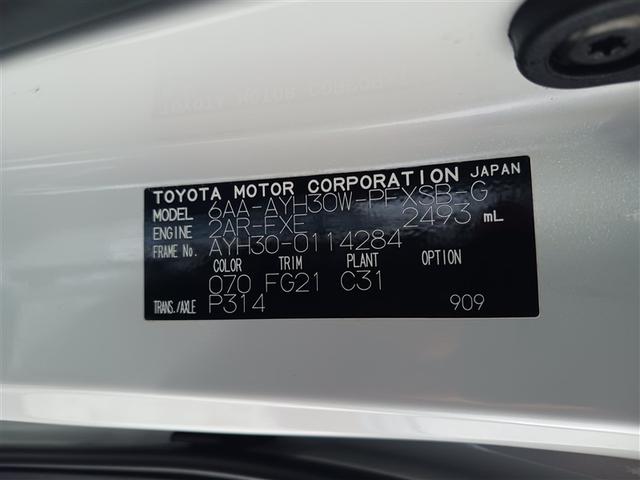 TOYOTA MOTOR CORPORATION JAPAN
MODEL 6AA-AYH30W-PFXSB-G
ENGINE 2AR-FXE 2493 mL
FRAME No. AYH30-0114284
COLOR TRIM PLANT OPTION
070 FG21 C31
TRANS./AXLE P314 909